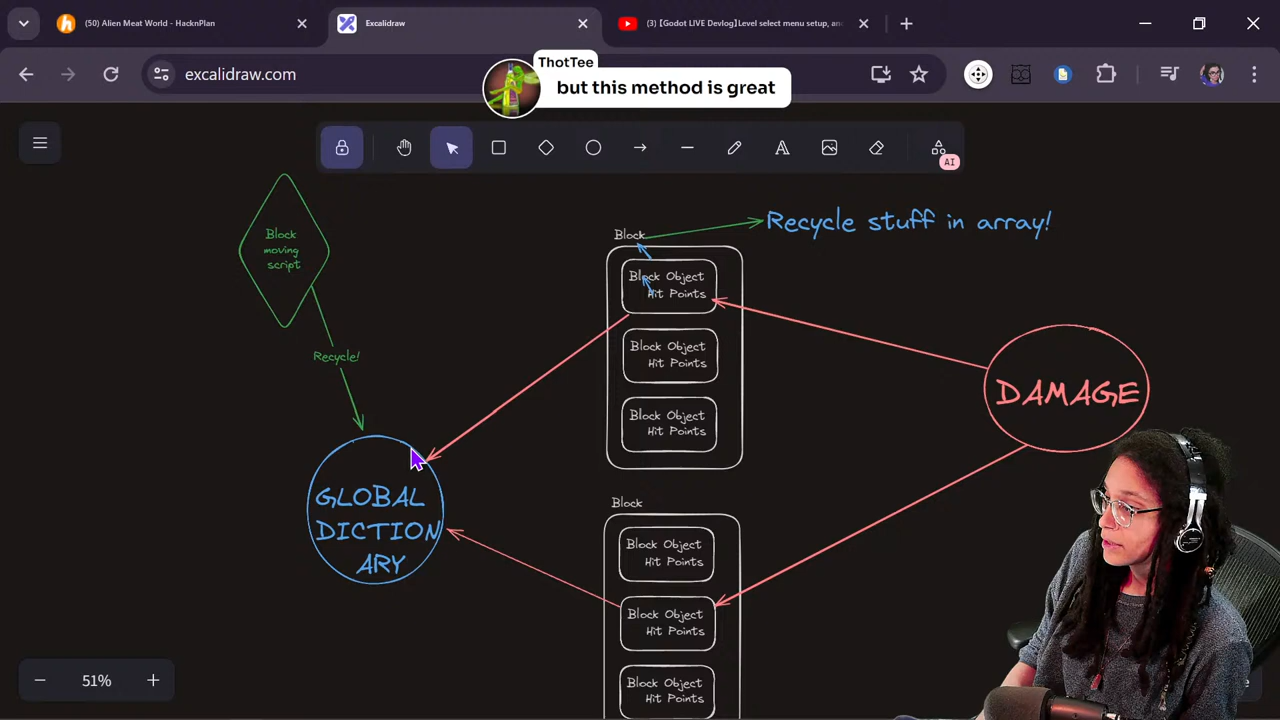 (50) Alien Meat World - HacknPlan
Excalidraw
(3) 【Godot LIVE Devlog】Level select menu setup, an
excalidraw.com
ThotTee
but this method is great
AI
Block
moving
script
Recycle!
GLOBAL
DICTION
ARY
Block
Recycle stuff in array!
Block Object
Hit Points
Block Object
Hit Points
Block Object
Hit Points
DAMAGE
Block
Block Object
Hit Points
Block Object
Hit Points
Block Object
Hit Points
51%